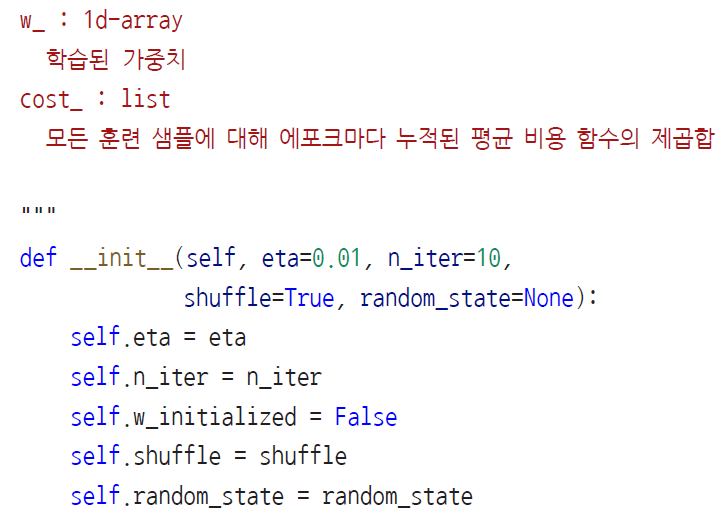 w_ : 1d-array
학습된 가중치
cost_ : list
모든 훈련 샘플에 대해 에포크마다 누적된 평균 비용 함수의 제곱합
"""
def __init__(self, eta=0.01, n_iter=10,
shuffle=True, random_state=None):
self.eta = eta
self.n_iter = n_iter
self.w_initialized = False
self.shuffle = shuffle
self.random_state = random_state